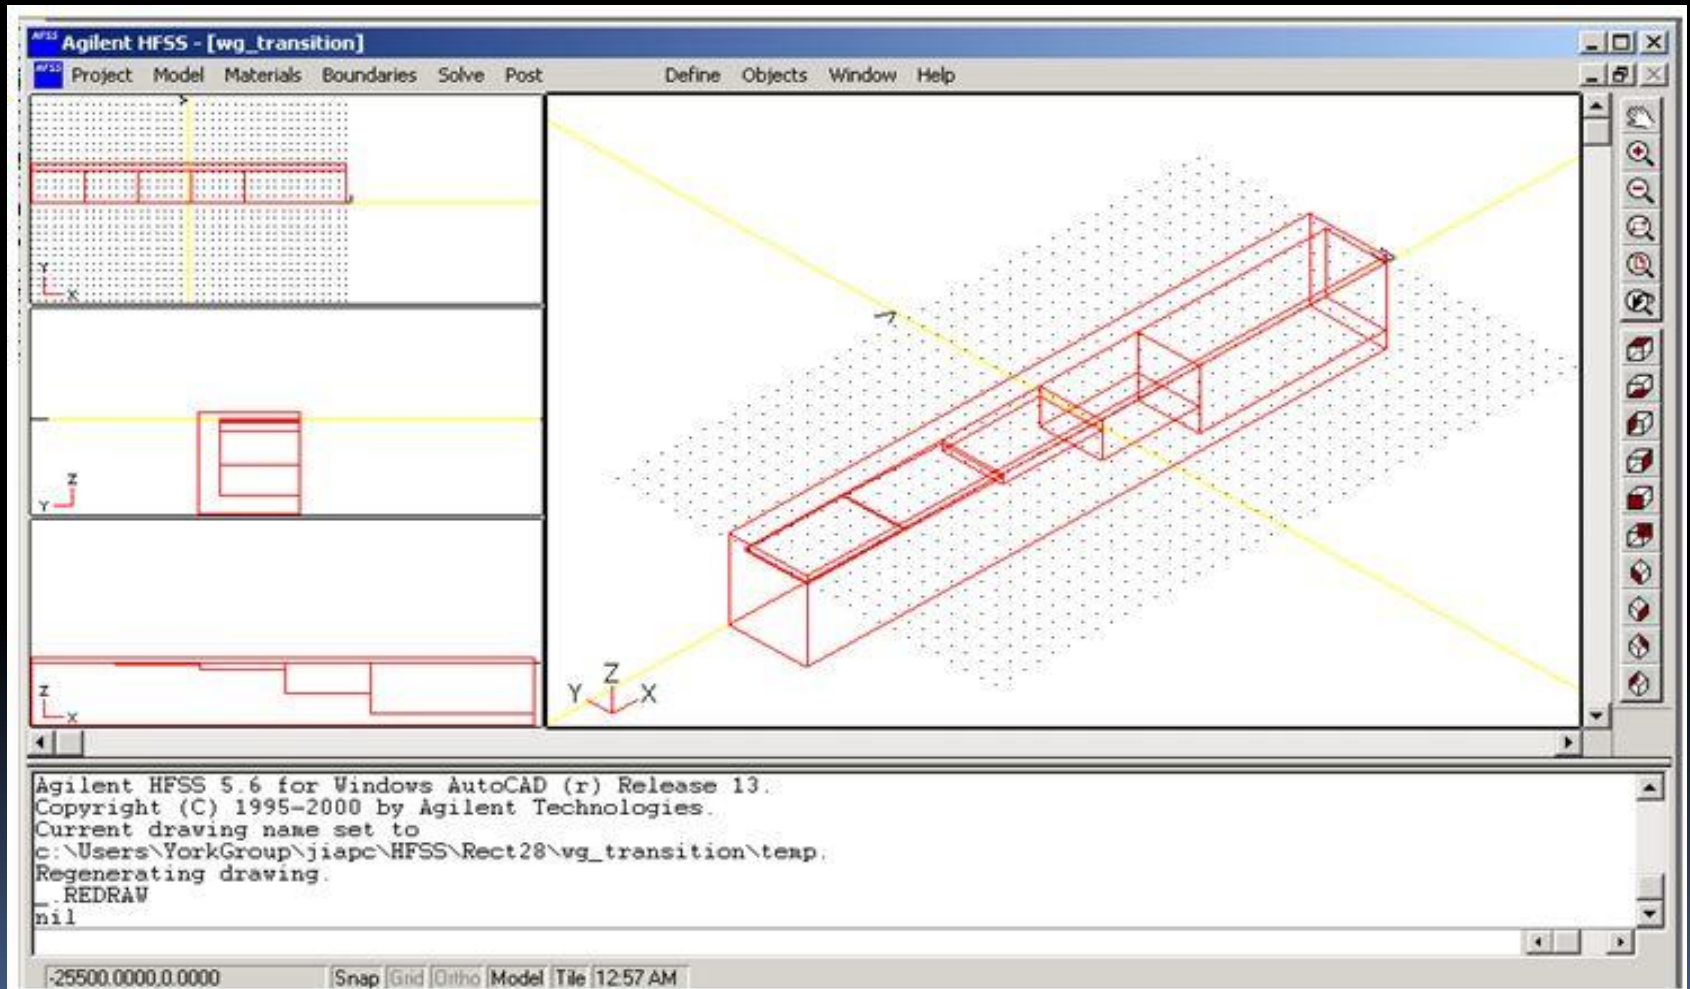 HFSS Agilent HFSS - [wg_transition]
HFSS Project Model Materials Boundaries Solve Post Define Objects Window Help
Y
X
Z
Y
Z
X
Z
Y X
Agilent HFSS 5.6 for Windows AutoCAD (r) Release 13.
Copyright (C) 1995-2000 by Agilent Technologies.
Current drawing name set to
c:\Users\YorkGroup\jiapc\HFSS\Rect28\wg_transition\temp.
Regenerating drawing.
_.REDRAW
nil
-25500.0000,0.0000 Snap Grid Ortho Model Tile 12:57 AM